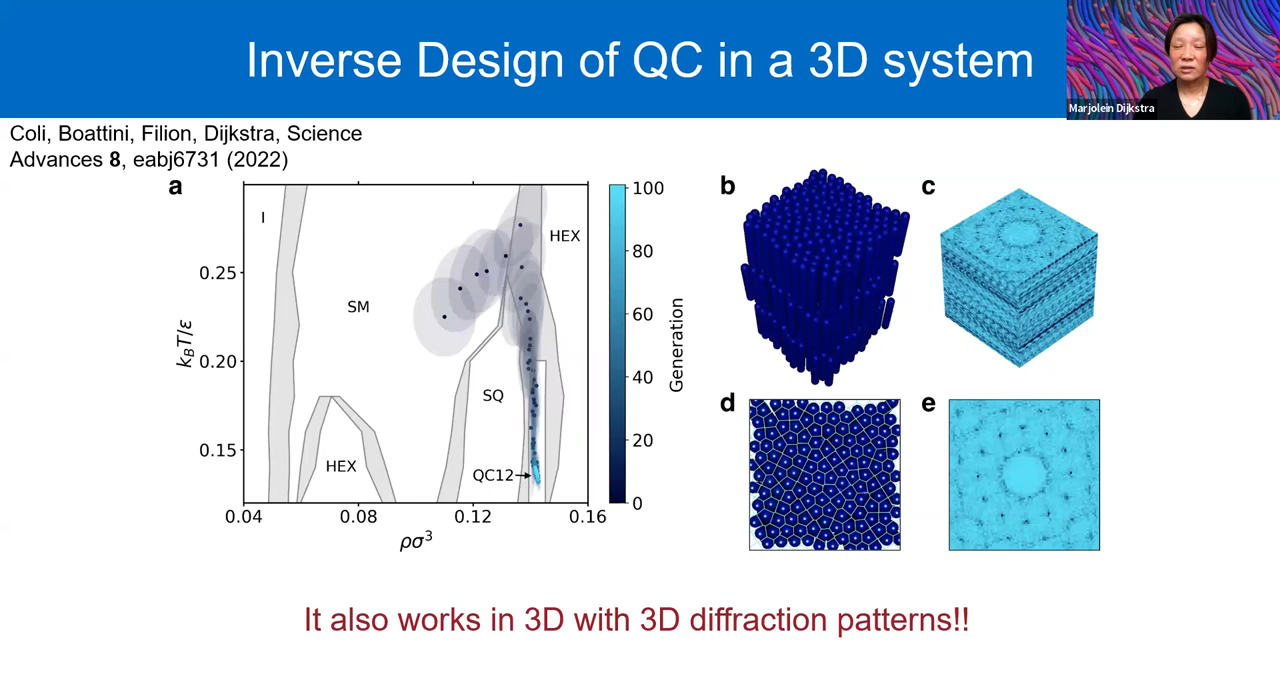 Inverse Design of QC in a 3D system
Marjolein Dijkstra
Coli, Boattini, Filion, Dijkstra, Science
Advances 8, eabj6731 (2022)
a
I
SM
HEX
HEX
SQ
QC12
0.25
0.20
0.15
k_BT/ε
0.04 0.08 0.12 0.16
ρσ³
100
80
60
40
20
0
Generation
b
c
d
e
It also works in 3D with 3D diffraction patterns!!